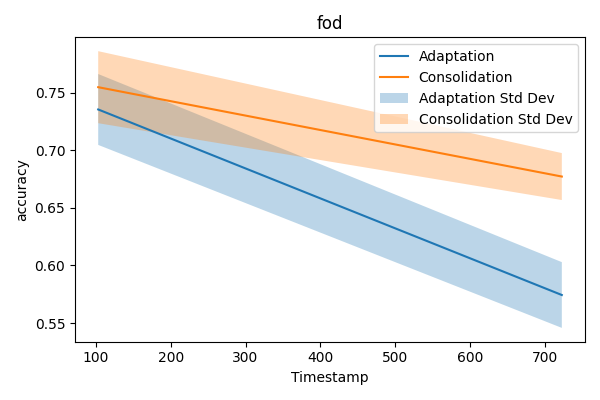 fod
Adaptation
Consolidation
Adaptation Std Dev
Consolidation Std Dev
accuracy
0.75
0.70
0.65
0.60
0.55
100 200 300 400 500 600 700
Timestamp